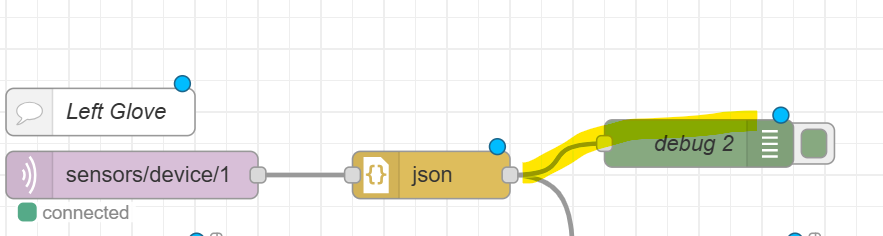 Left Glove
debug 2
sensors/device/1
{} json
connected